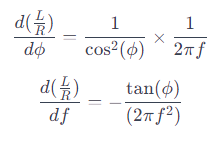 d(L/R)/dϕ = 1/cos²(ϕ) × 1/2πf
d(L/R)/df = − tan(ϕ)/(2πf²)